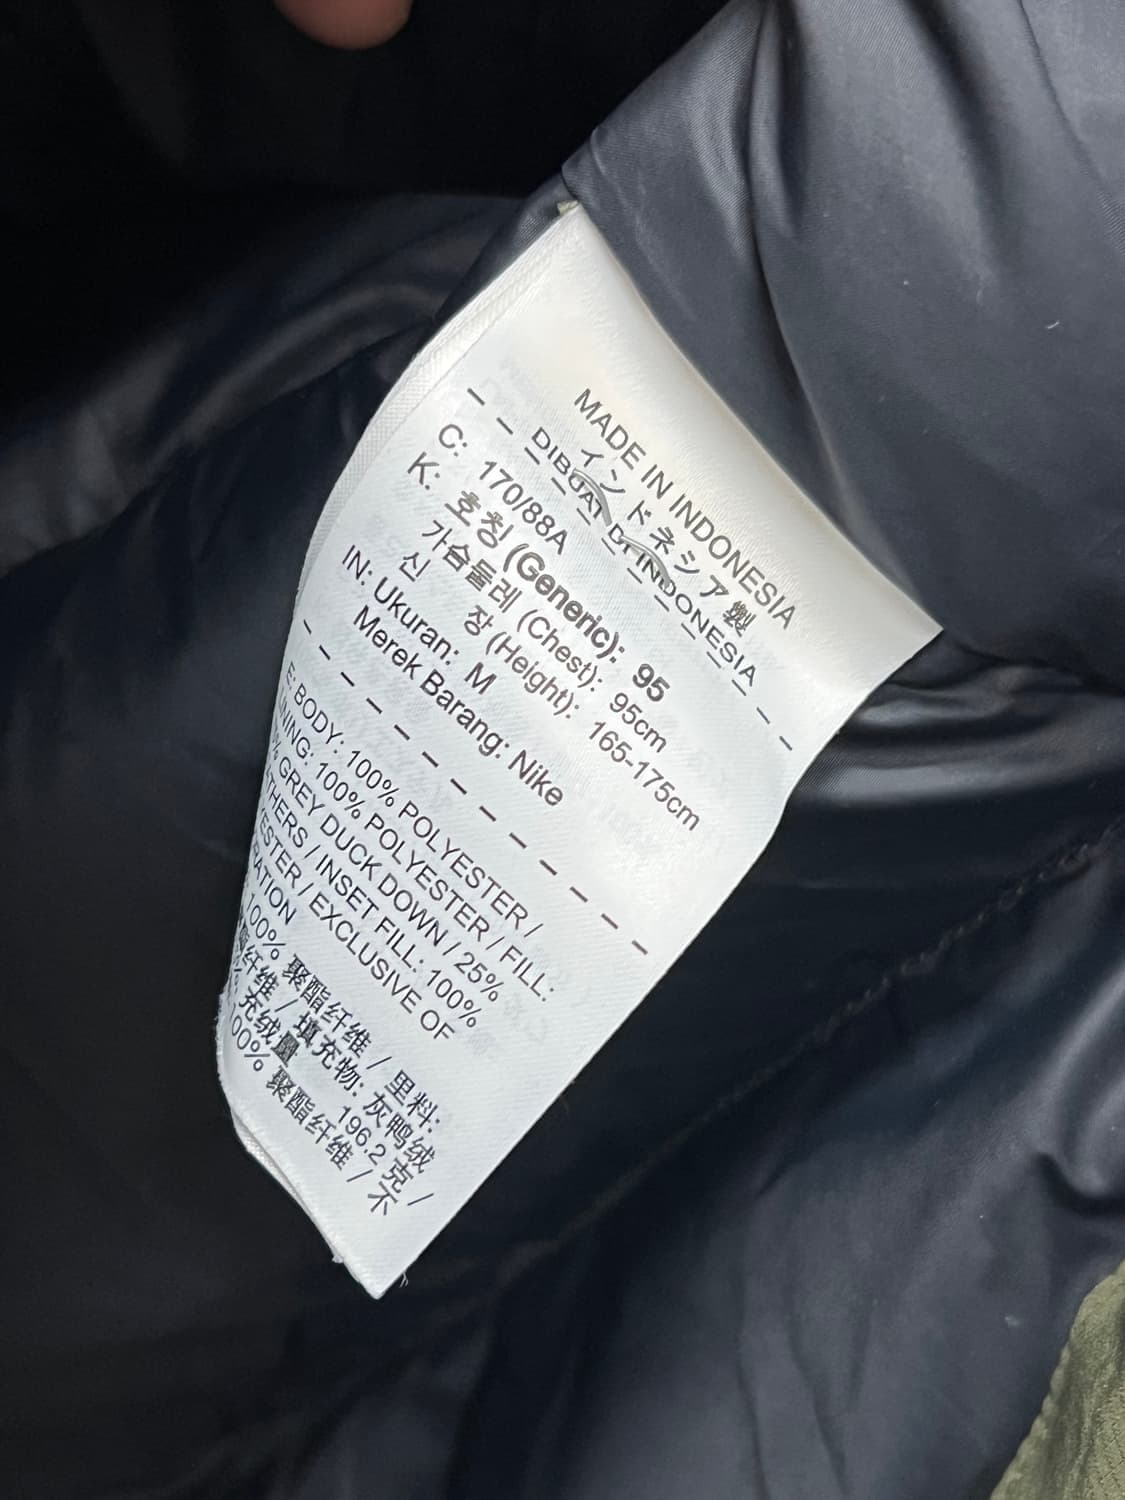 MADE IN INDONESIA
インドネシア製
DIBUAT DI INDONESIA
C: 170/88A
K: 호칭 (Generic): 95
가슴둘레 (Chest): 95cm
신 장 (Height): 165-175cm
IN: Ukuran: M
Merek Barang: Nike
E: BODY: 100% POLYESTER /
LINING: 100% POLYESTER / FILL:
% GREY DUCK DOWN / 25%
THERS / INSET FILL: 100%
ESTER / EXCLUSIVE OF
RATION
100% 聚酯纤维 / 里料:
纤维 / 填充物: 灰鸭绒
充绒量 196.2 克 /
00% 聚酯纤维 / 不